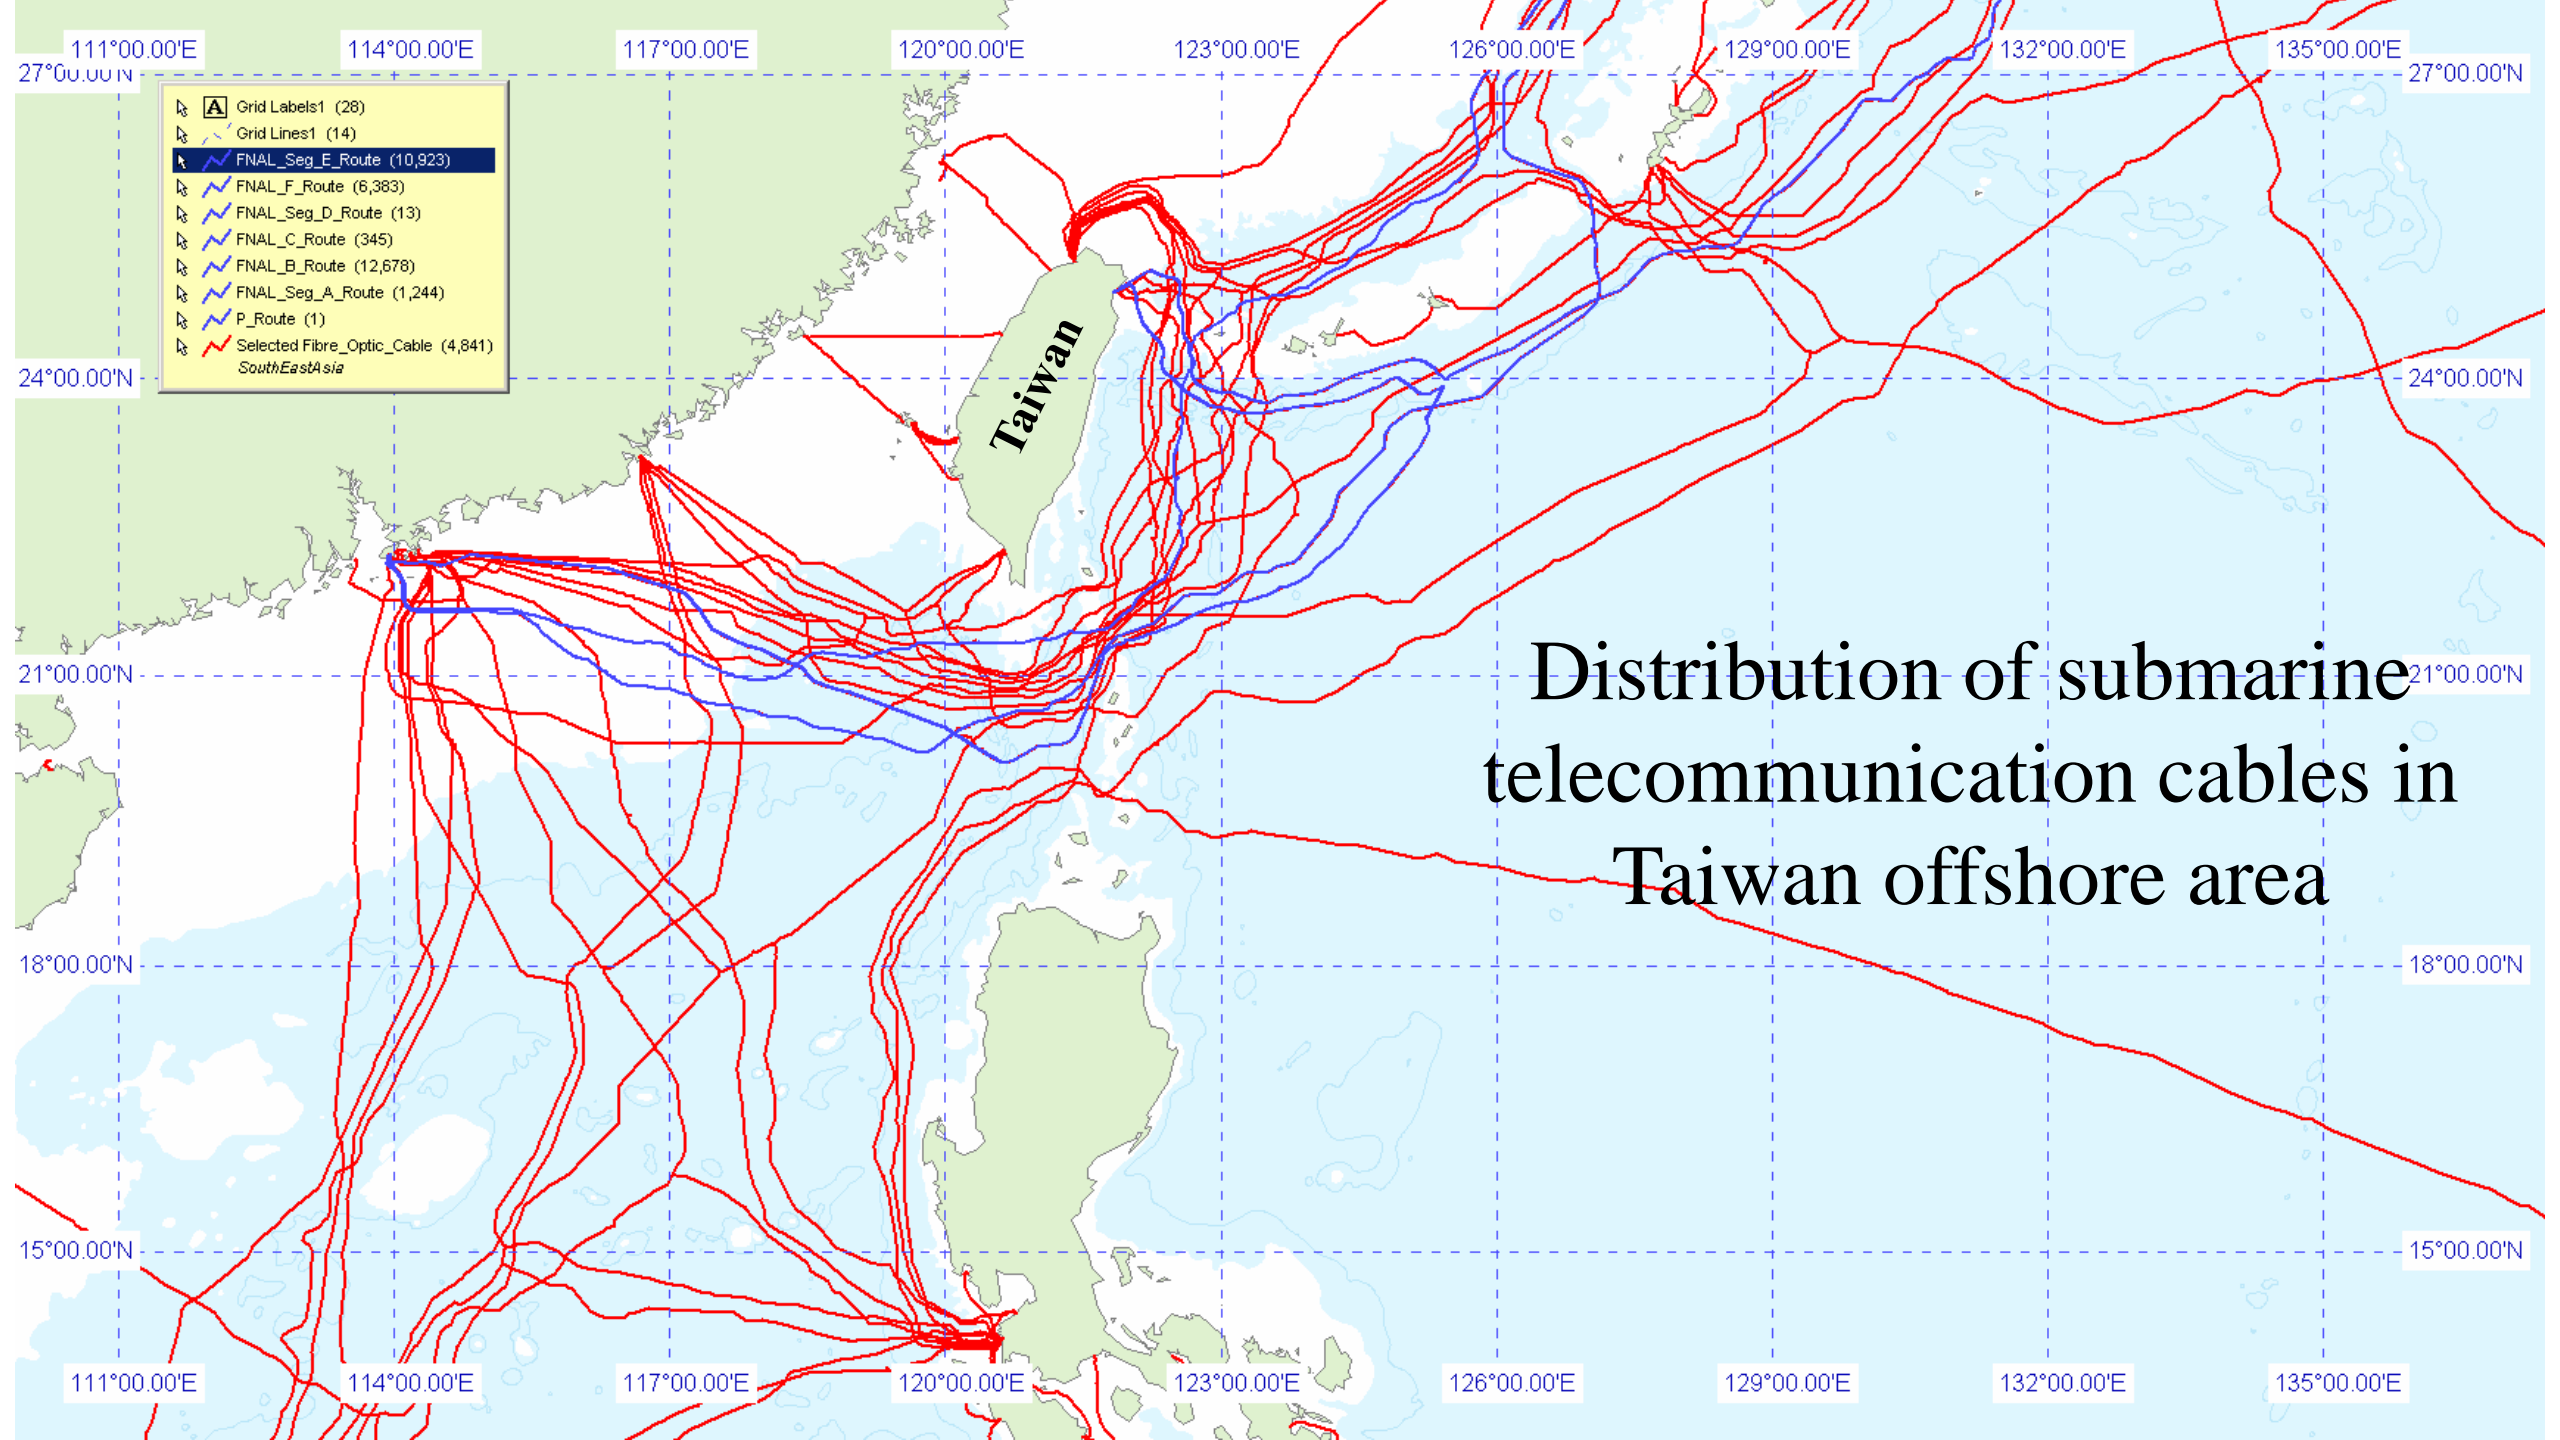 111°00.00'E 114°00.00'E 117°00.00'E 120°00.00'E 123°00.00'E 126°00.00'E 129°00.00'E 132°00.00'E 135°00.00'E
27°00.00'N 27°00.00'N
A Grid Labels1 (28)
Grid Lines1 (14)
FNAL_Seg_E_Route (10,923)
FNAL_F_Route (6,383)
FNAL_Seg_D_Route (13)
FNAL_C_Route (345)
FNAL_B_Route (12,678)
FNAL_Seg_A_Route (1,244)
P_Route (1)
Selected Fibre_Optic_Cable (4,841)
SouthEastAsia
Taiwan
24°00.00'N 24°00.00'N
21°00.00'N 21°00.00'N
Distribution of submarine
telecommunication cables in
Taiwan offshore area
18°00.00'N 18°00.00'N
15°00.00'N 15°00.00'N
111°00.00'E 114°00.00'E 117°00.00'E 120°00.00'E 123°00.00'E 126°00.00'E 129°00.00'E 132°00.00'E 135°00.00'E